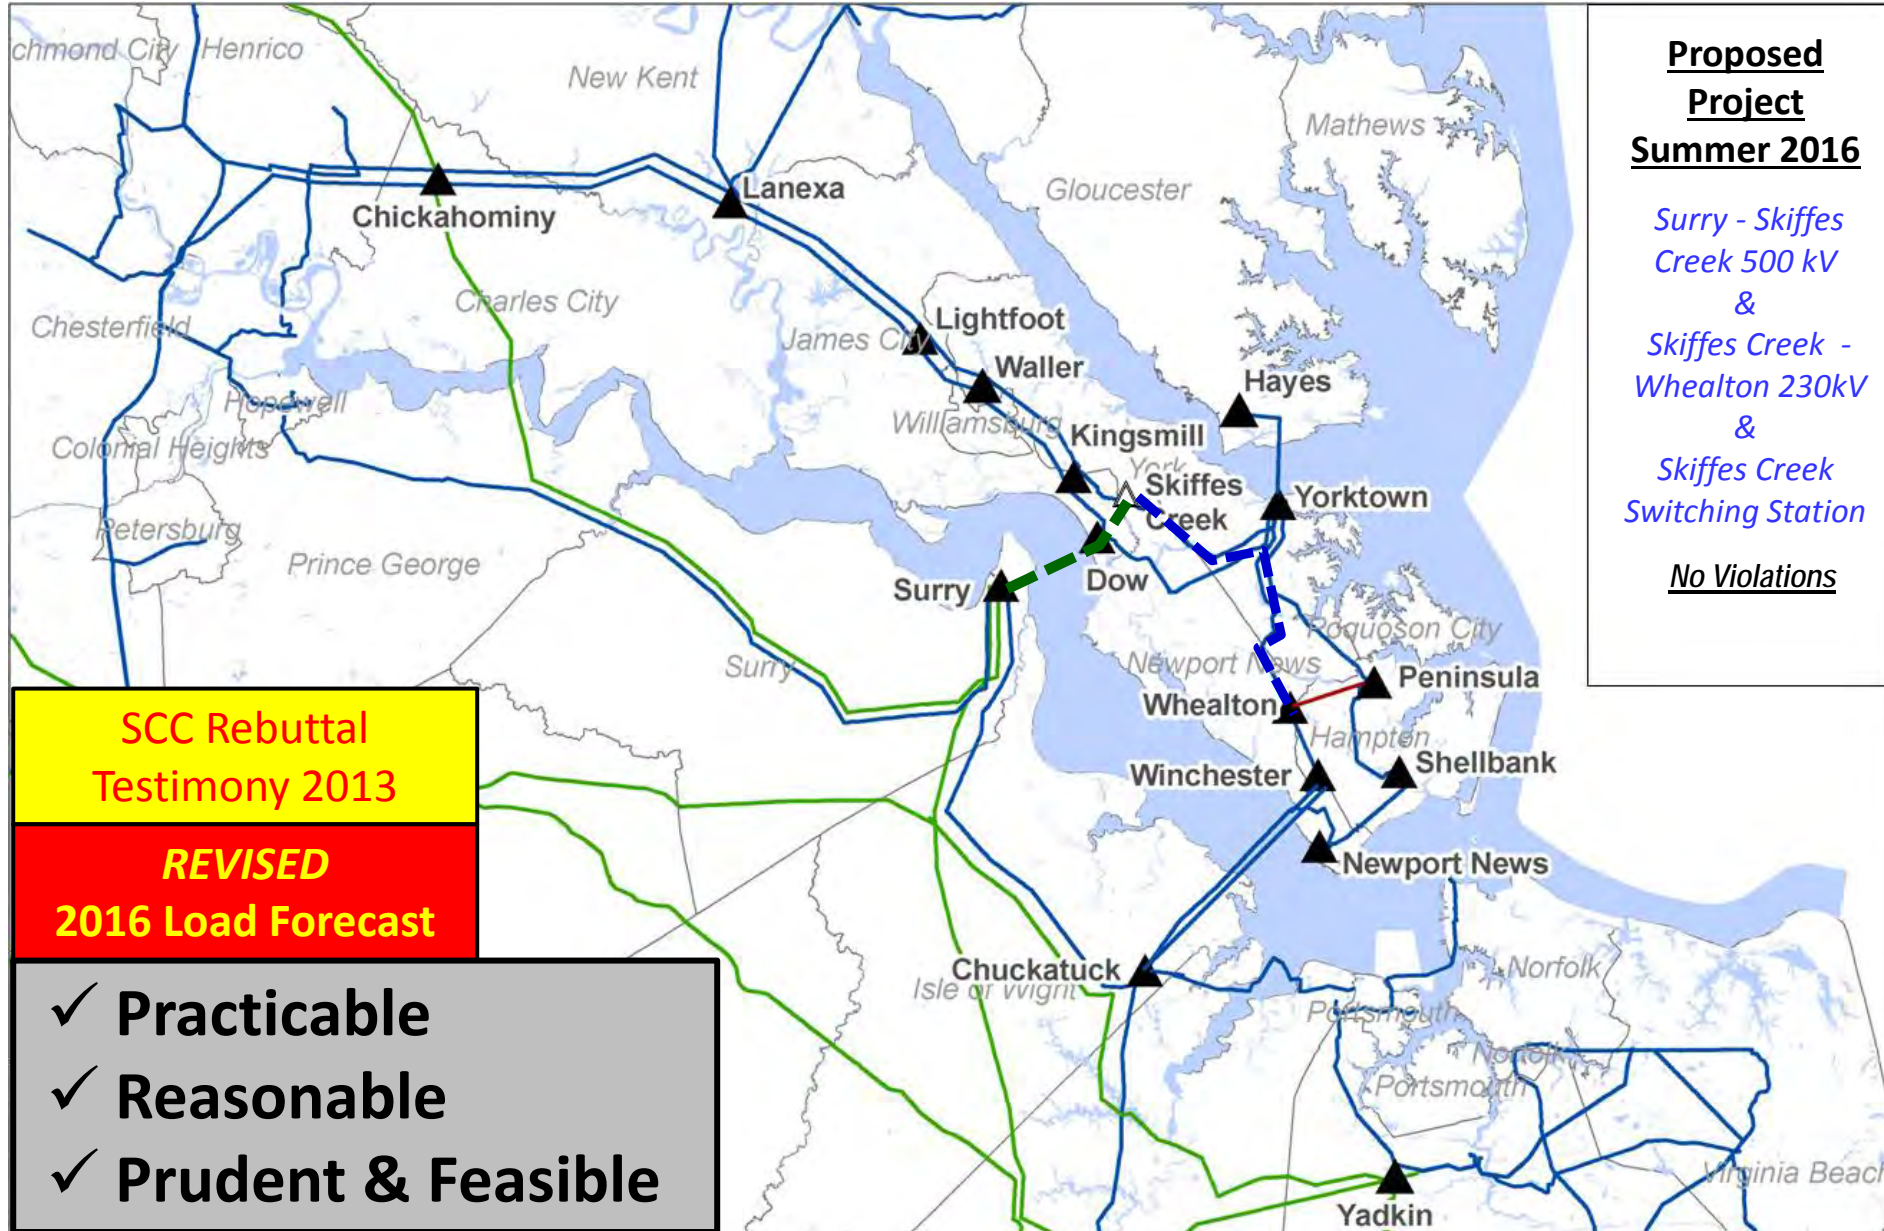 Proposed
Project
Summer 2016
Surry - Skiffes
Creek 500 kV
&
Skiffes Creek -
Whealton 230kV
&
Skiffes Creek
Switching Station
No Violations
chmond City
Henrico
New Kent
Mathews
Gloucester
Lanexa
Chickahominy
Charles City
Chesterfield
Lightfoot
James City
Waller
Hayes
Hopewell
Williamsburg
Colonial Heights
Kingsmill
York
Skiffes
Creek
Yorktown
Petersburg
Prince George
Surry
Dow
Poquoson City
Surry
Newport News
Peninsula
Whealton
Hampton
Winchester
Shellbank
Newport News
Chuckatuck
Isle of Wight
Norfolk
Portsmouth
Norfolk
Portsmouth
Virginia Beach
Yadkin
SCC Rebuttal
Testimony 2013
REVISED
2016 Load Forecast
✓ Practicable
✓ Reasonable
✓ Prudent & Feasible